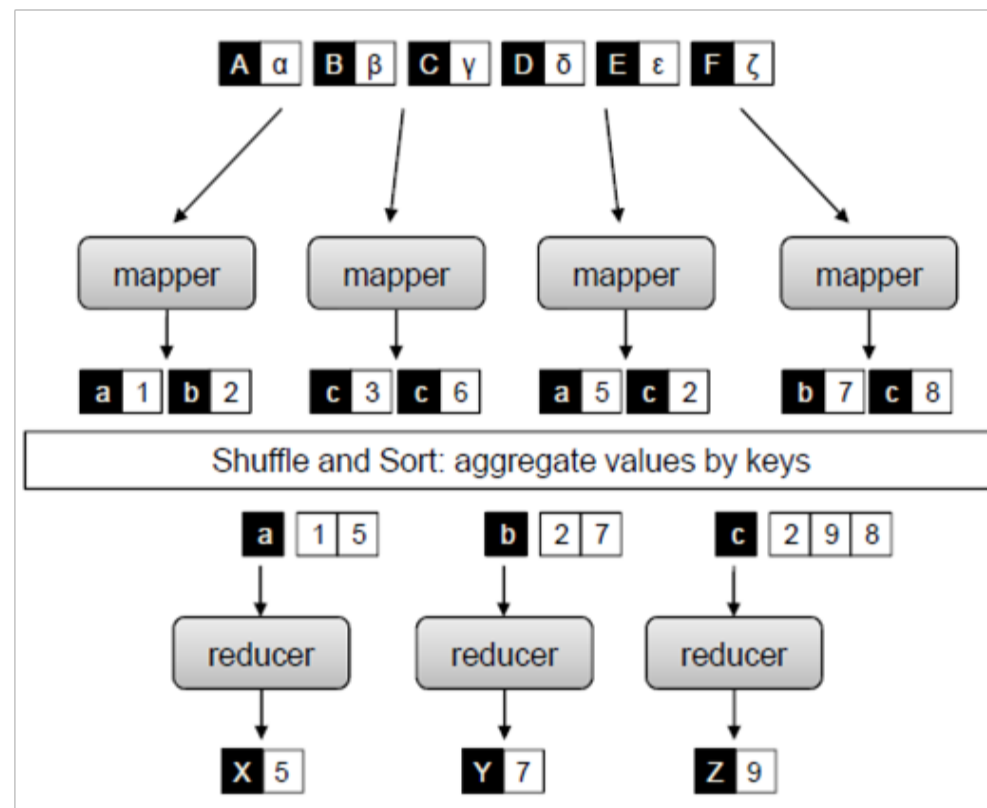 A α B β C γ D δ E ε F ζ
mapper mapper mapper mapper
a 1 b 2 c 3 c 6 a 5 c 2 b 7 c 8
Shuffle and Sort: aggregate values by keys
a 1 5 b 2 7 c 2 9 8
reducer reducer reducer
X 5 Y 7 Z 9